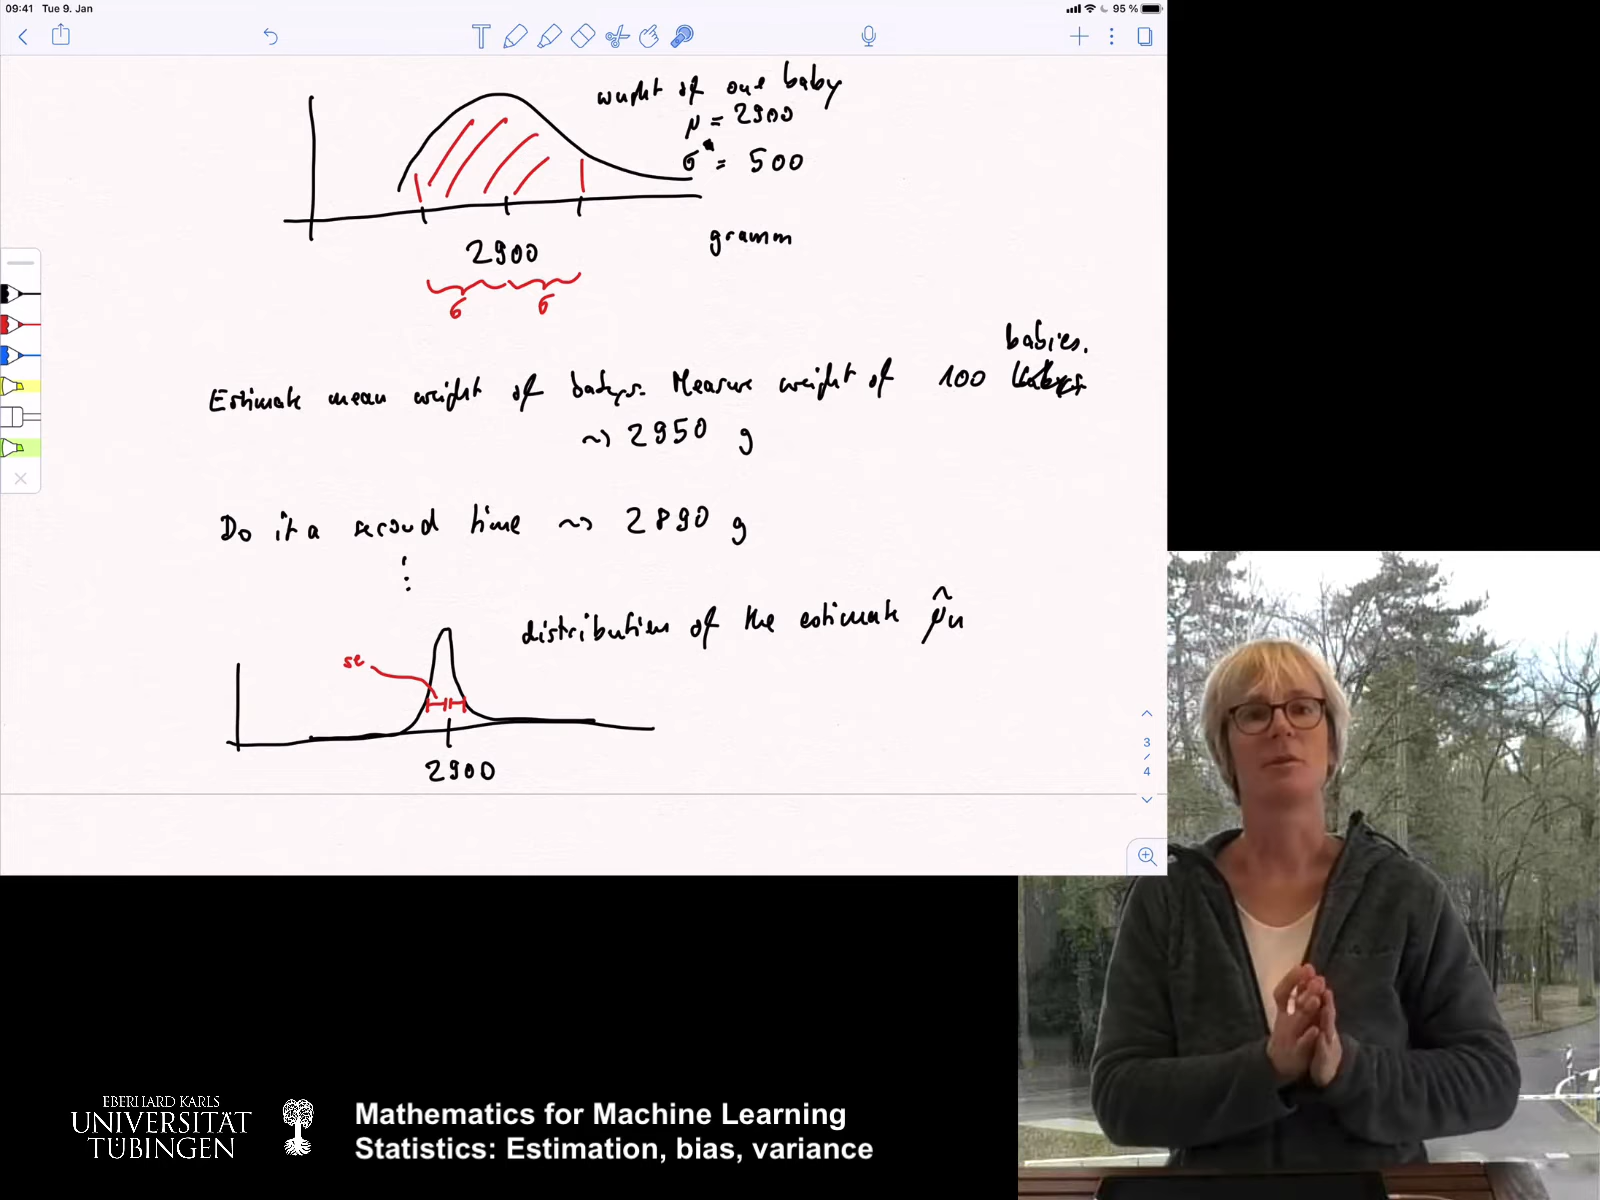 09:41 Tue 9. Jan
95 %
weight of one baby
μ = 2900
σ = 500
2900
gramm
σ σ
babies.
Estimate mean weight of babys. Measure weight of 100
~> 2950 g
Do it a second time ~> 2890 g
⋮
distribution of the estimate μ̂n
se
2900
3
/
4
EBERHARD KARLS
UNIVERSITÄT
TÜBINGEN
Mathematics for Machine Learning
Statistics: Estimation, bias, variance